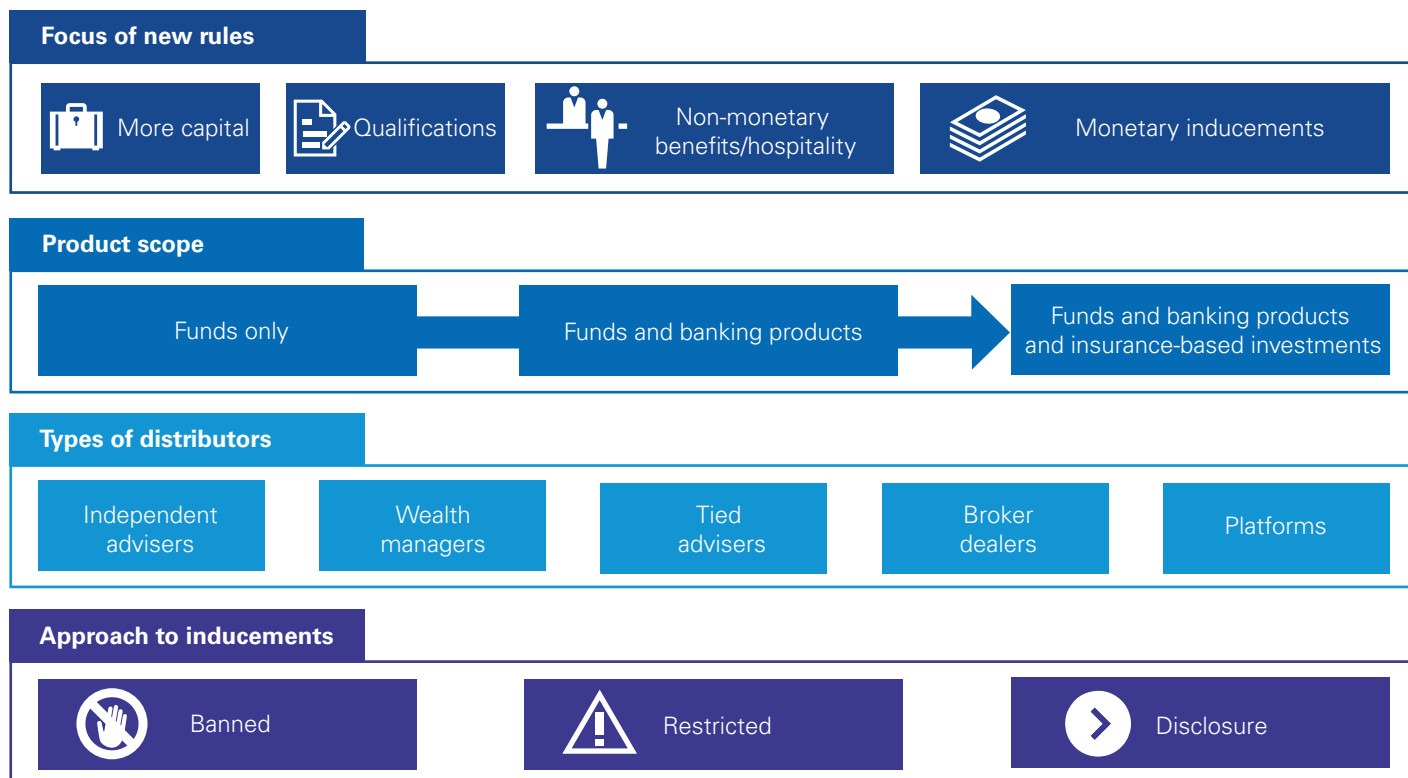 Focus of new rules
More capital
Qualifications
Non-monetary
benefits/hospitality
Monetary inducements
Product scope
Funds only
Funds and banking products
Funds and banking products
and insurance-based investments
Types of distributors
Independent
advisers
Wealth
managers
Tied
advisers
Broker
dealers
Platforms
Approach to inducements
Banned
Restricted
Disclosure